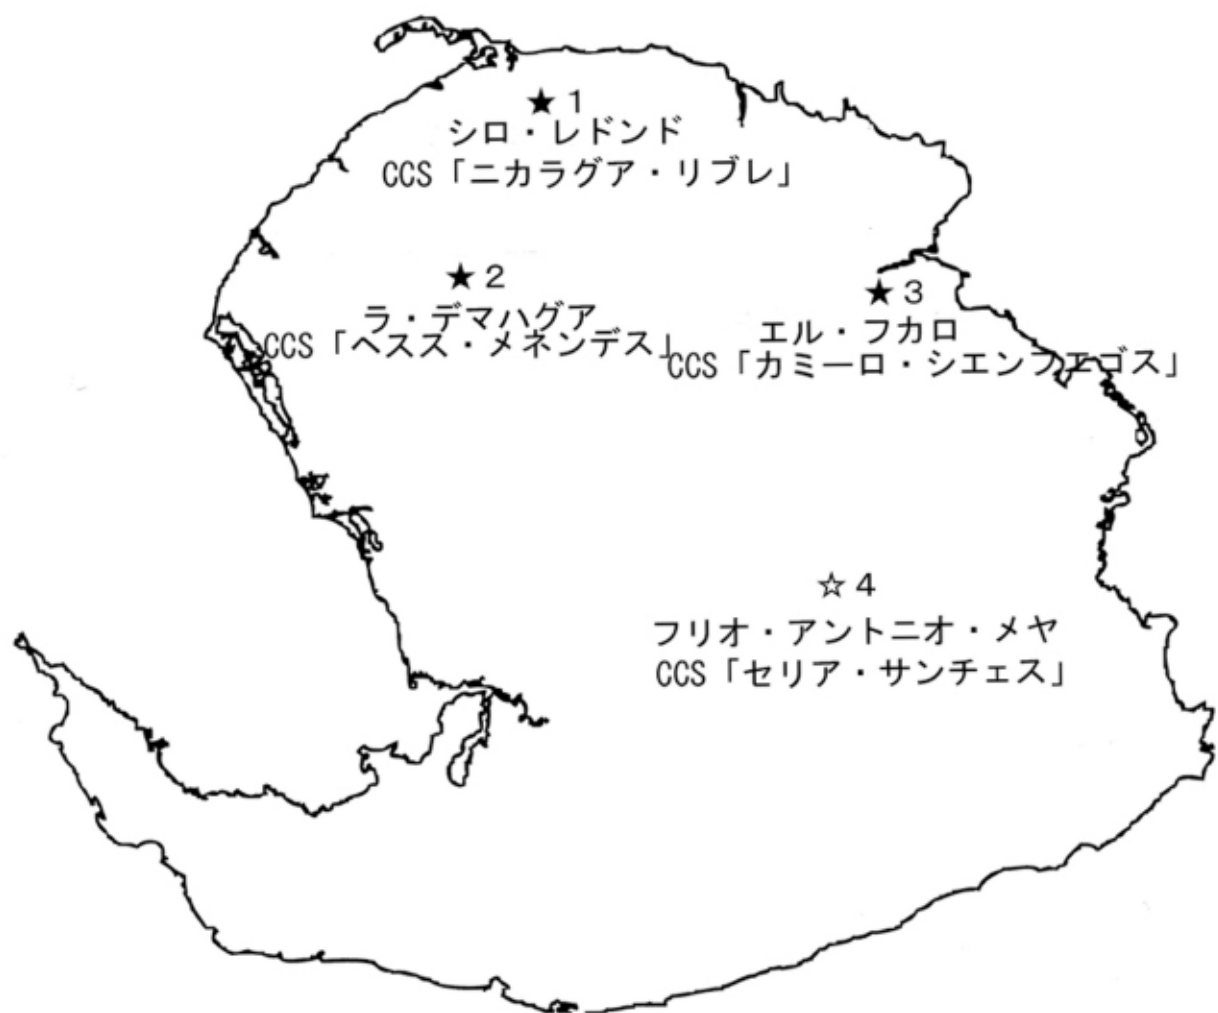 ★1
シロ・レドンド
CCS「ニカラグア・リブレ」
★2
ラ・デマハグア
CCS「ヘスス・メネンデス」
★3
エル・フカロ
CCS「カミーロ・シエンフエゴス」
☆4
フリオ・アントニオ・メヤ
CCS「セリア・サンチェス」